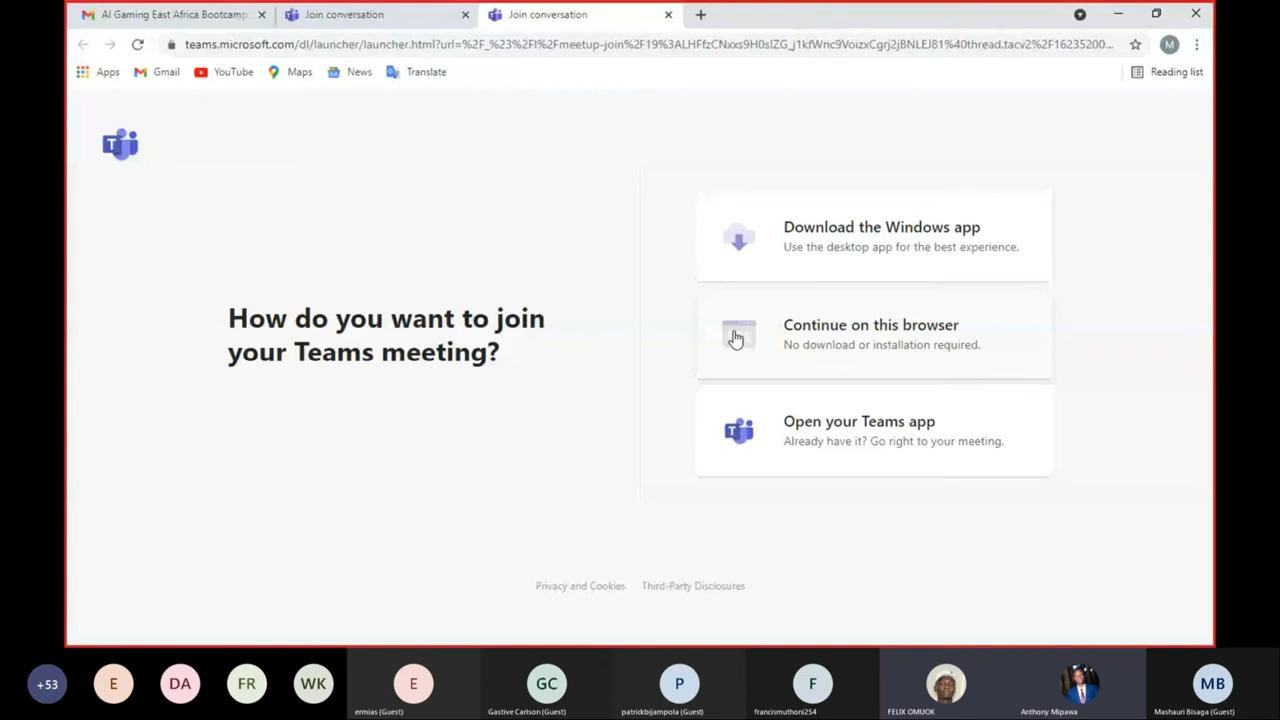 AI Gaming East Africa Bootcamp
Join conversation
Join conversation
teams.microsoft.com/dl/launcher/launcher.html?url=%2F_%23%2Fl%2Fmeetup-join%2F19%3ALHFfzCNxxs9H0sIZG_j1kfWnc9VoizxCgrj2jBNLEJ81%40thread.tacv2%2F16235200...
M
Apps
Gmail
YouTube
Maps
News
Translate
Reading list
T
Download the Windows app
Use the desktop app for the best experience.
How do you want to join
your Teams meeting?
Continue on this browser
No download or installation required.
T
Open your Teams app
Already have it? Go right to your meeting.
Privacy and Cookies
Third-Party Disclosures
+53
E
DA
FR
WK
E
GC
P
F
MB
ermias (Guest)
Gastive Carlson (Guest)
patrickbijampola (Guest)
francismuthoni254
FELIX OMUOK
Anthony Mipawa
Mashauri Bisaga (Guest)